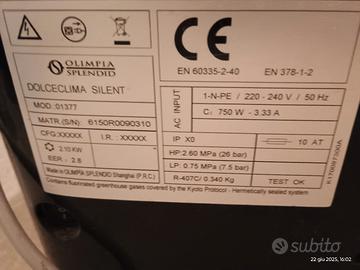 OLIMPIA
SPLENDID
DOLCECLIMA SILENT
MOD. 01377
MATR.(S/N): 6150R0090310
CFG:XXXXX I.R.: XXXXX
2.10 KW
EER.- 2.8
Made in OLIMPIA SPLENDID Shanghai (P.R.C.)
Contains fluorinated greenhouse gases covered by the Kyoto Protocol - Hermetically sealed system
CE
EN 60335-2-40 EN 378-1-2
AC INPUT
1-N-PE / 220 - 240 V / 50 Hz
C: 750 W - 3.33 A
IP X0 10 AT
HP:2.60 MPa (26 bar)
LP: 0.75 MPa (7.5 bar)
R-407C/ 0.340 Kg TEST OK
subito
22 giu 2025, 16:02